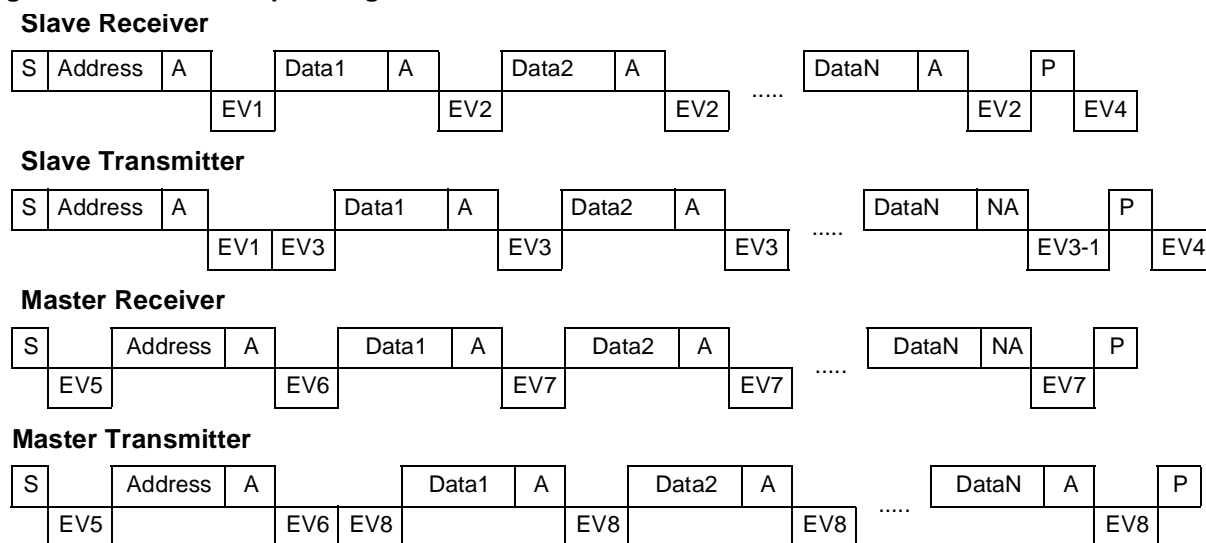 Slave Receiver
S Address A Data1 A Data2 A ..... DataN A P
EV1 EV2 EV2 EV2 EV4
Slave Transmitter
S Address A Data1 A Data2 A ..... DataN NA P
EV1 EV3 EV3 EV3 EV3-1 EV4
Master Receiver
S Address A Data1 A Data2 A ..... DataN NA P
EV5 EV6 EV7 EV7 EV7
Master Transmitter
S Address A Data1 A Data2 A ..... DataN A P
EV5 EV6 EV8 EV8 EV8 EV8